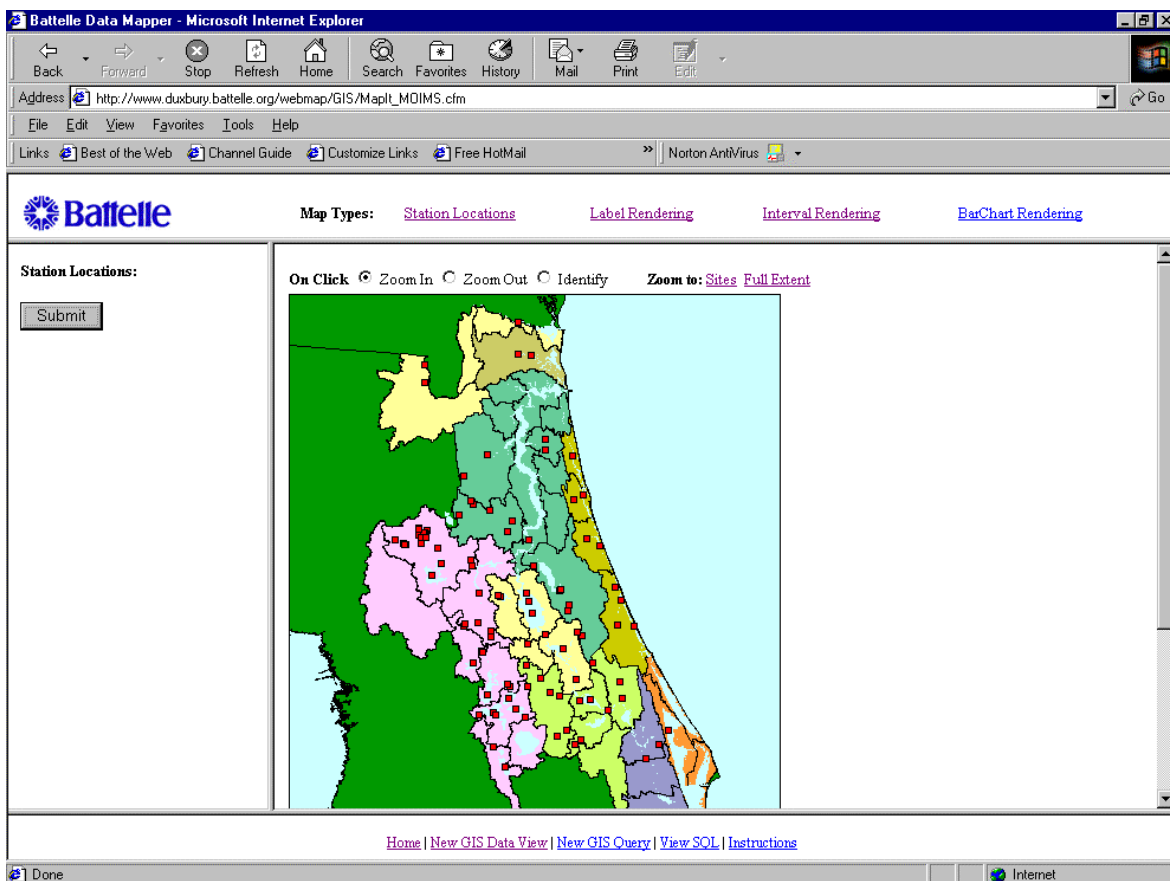 Battelle Data Mapper - Microsoft Internet Explorer
Back Forward Stop Refresh Home Search Favorites History Mail Print Edit
Address http://www.duxbury.battelle.org/webmap/GIS/MapIt_MOIMS.cfm Go
File Edit View Favorites Tools Help
Links Best of the Web Channel Guide Customize Links Free HotMail » Norton AntiVirus
Battelle Map Types: Station Locations Label Rendering Interval Rendering BarChart Rendering
Station Locations:
On Click Zoom In Zoom Out Identify Zoom to: Sites Full Extent
Submit
Home | New GIS Data View | New GIS Query | View SQL | Instructions
Done Internet